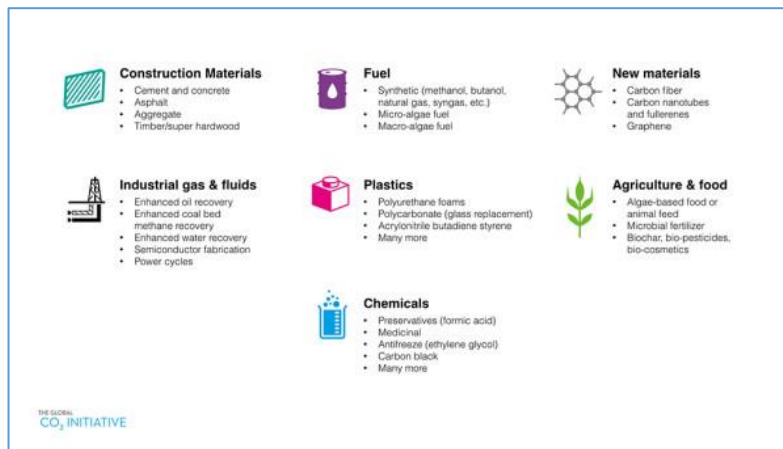 Construction Materials
• Cement and concrete
• Asphalt
• Aggregate
• Timber/super hardwood
Fuel
• Synthetic (methanol, butanol,
natural gas, syngas, etc.)
• Micro-algae fuel
• Macro-algae fuel
New materials
• Carbon fiber
• Carbon nanotubes
and fullerenes
• Graphene
Industrial gas & fluids
• Enhanced oil recovery
• Enhanced coal bed
methane recovery
• Enhanced water recovery
• Semiconductor fabrication
• Power cycles
Plastics
• Polyurethane foams
• Polycarbonate (glass replacement)
• Acrylonitrile butadiene styrene
• Many more
Agriculture & food
• Algae-based food or
animal feed
• Microbial fertilizer
• Biochar, bio-pesticides,
bio-cosmetics
Chemicals
• Preservatives (formic acid)
• Medicinal
• Antifreeze (ethylene glycol)
• Carbon black
• Many more
THE GLOBAL
CO₂ INITIATIVE